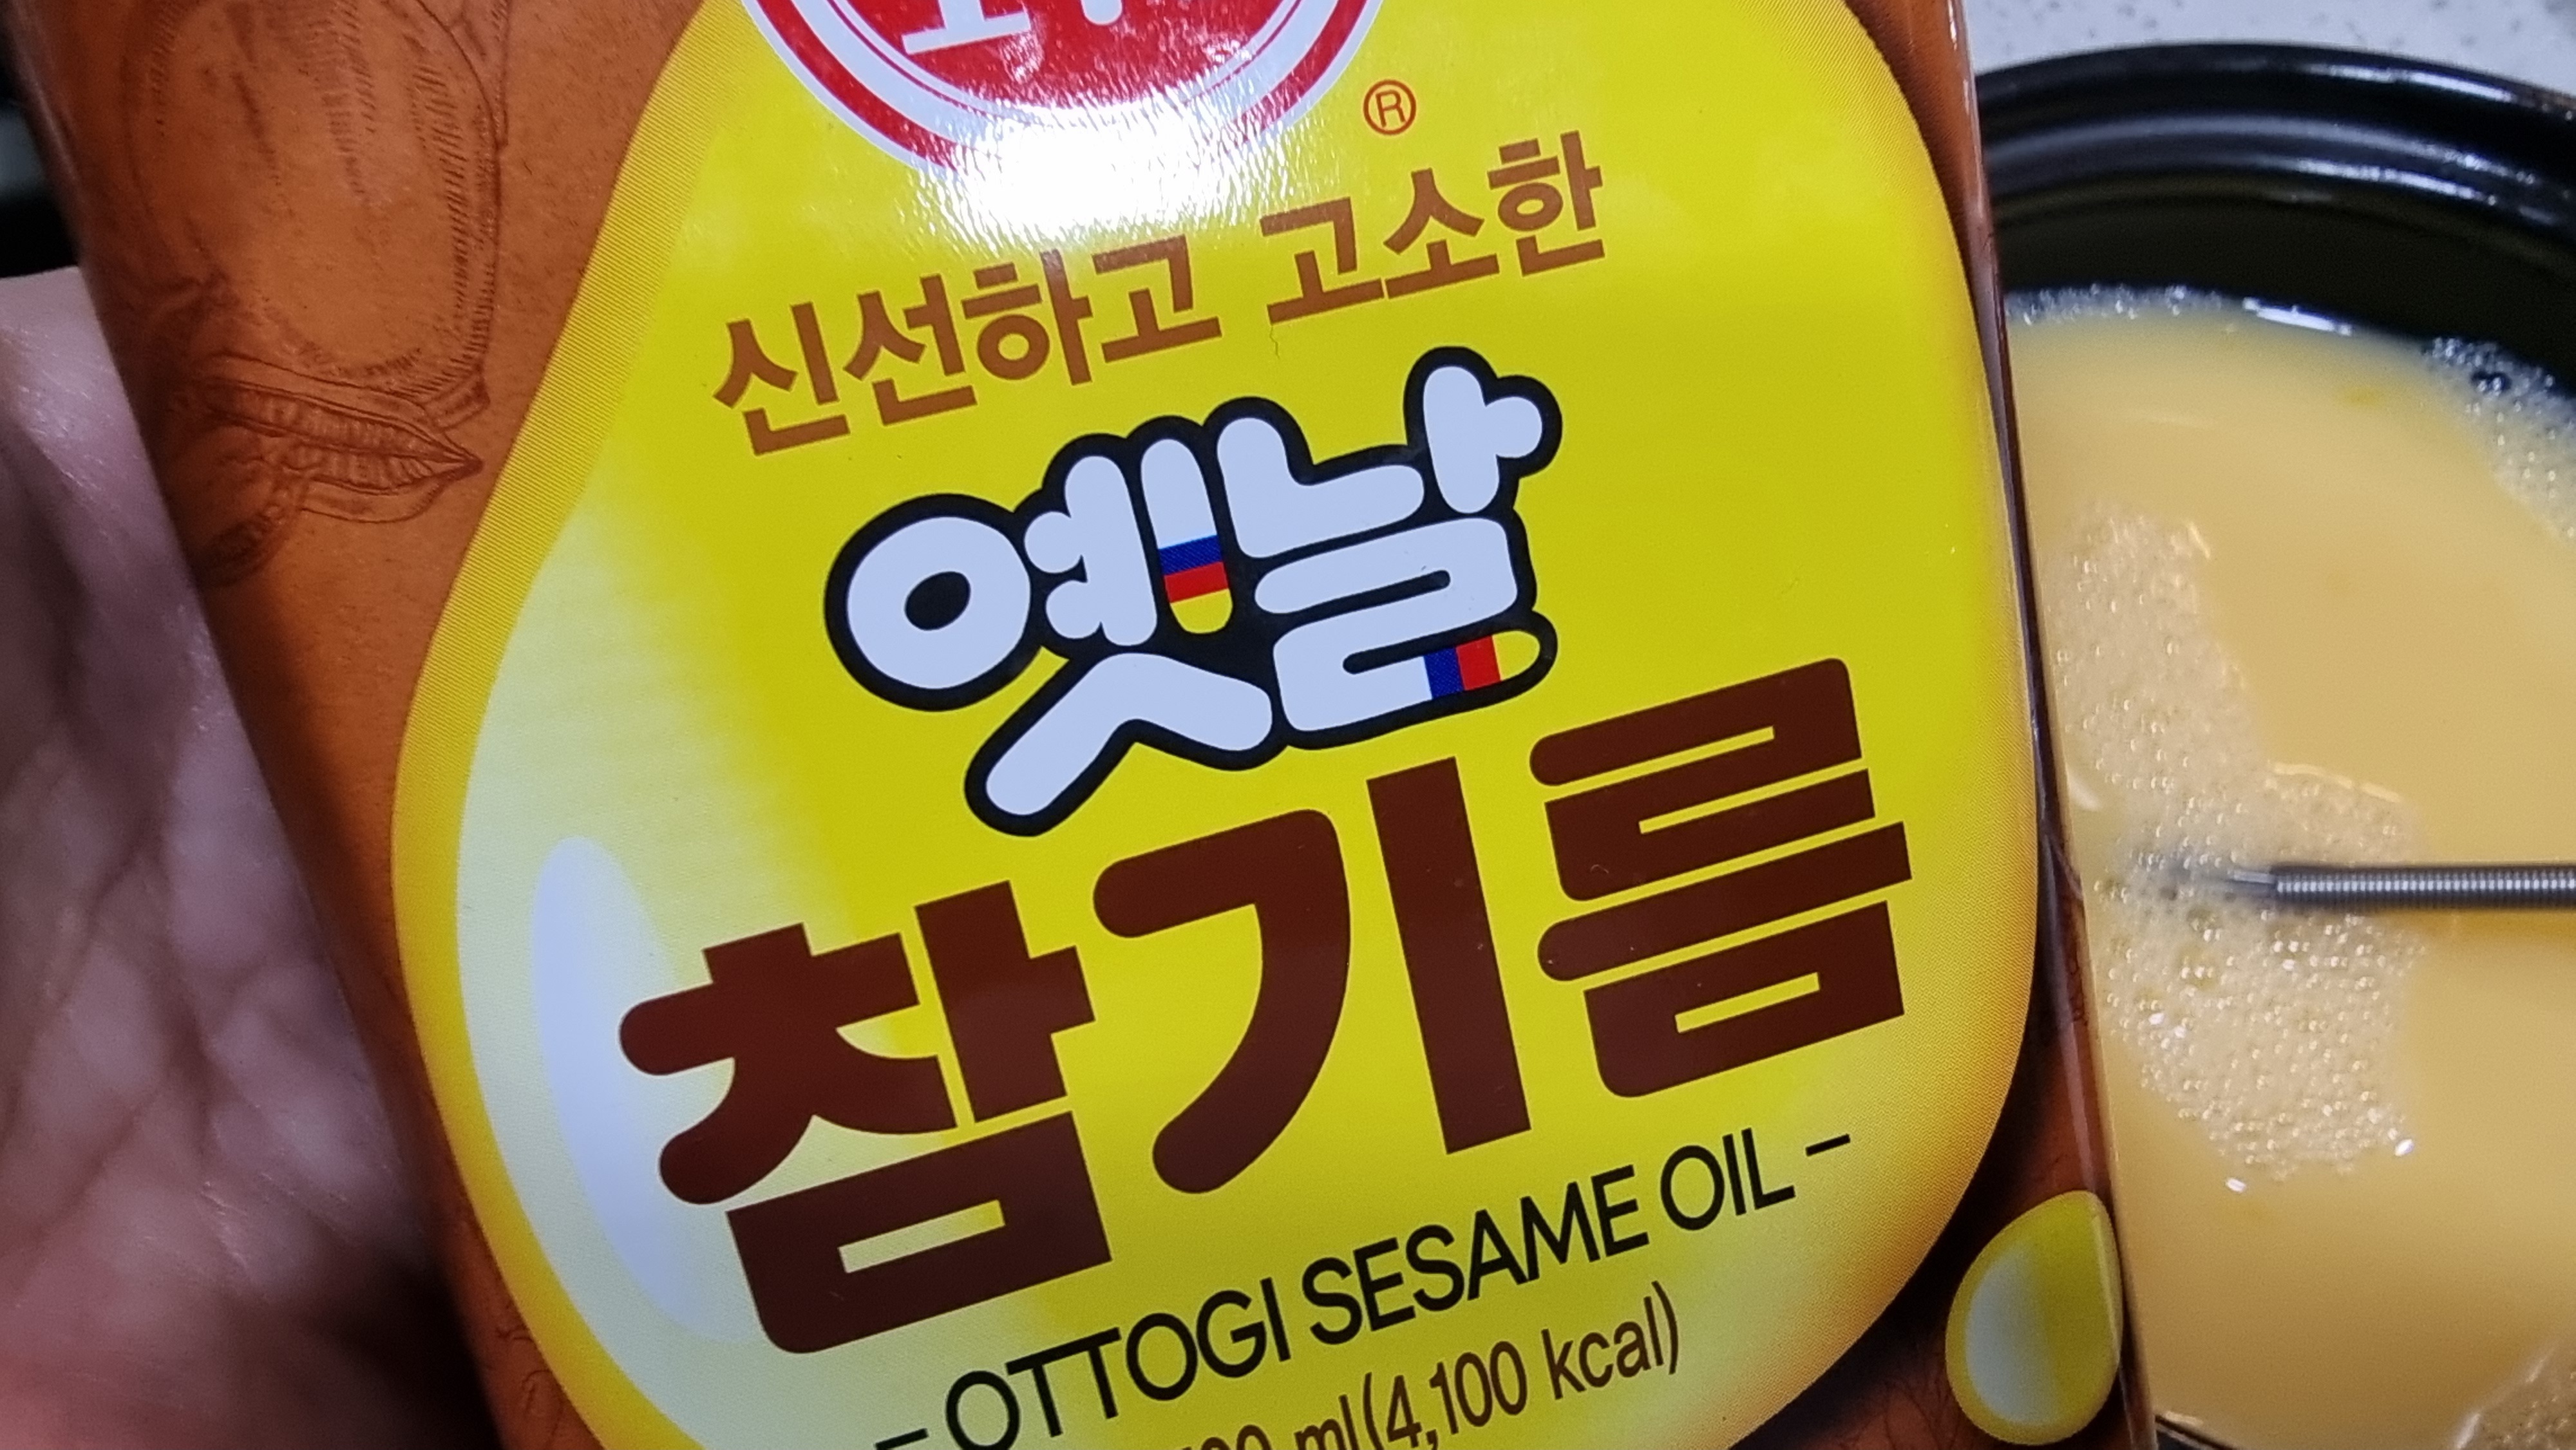 ®
신선하고 고소한
옛날
참기름
- OTTOGI SESAME OIL -
ml(4,100 kcal)